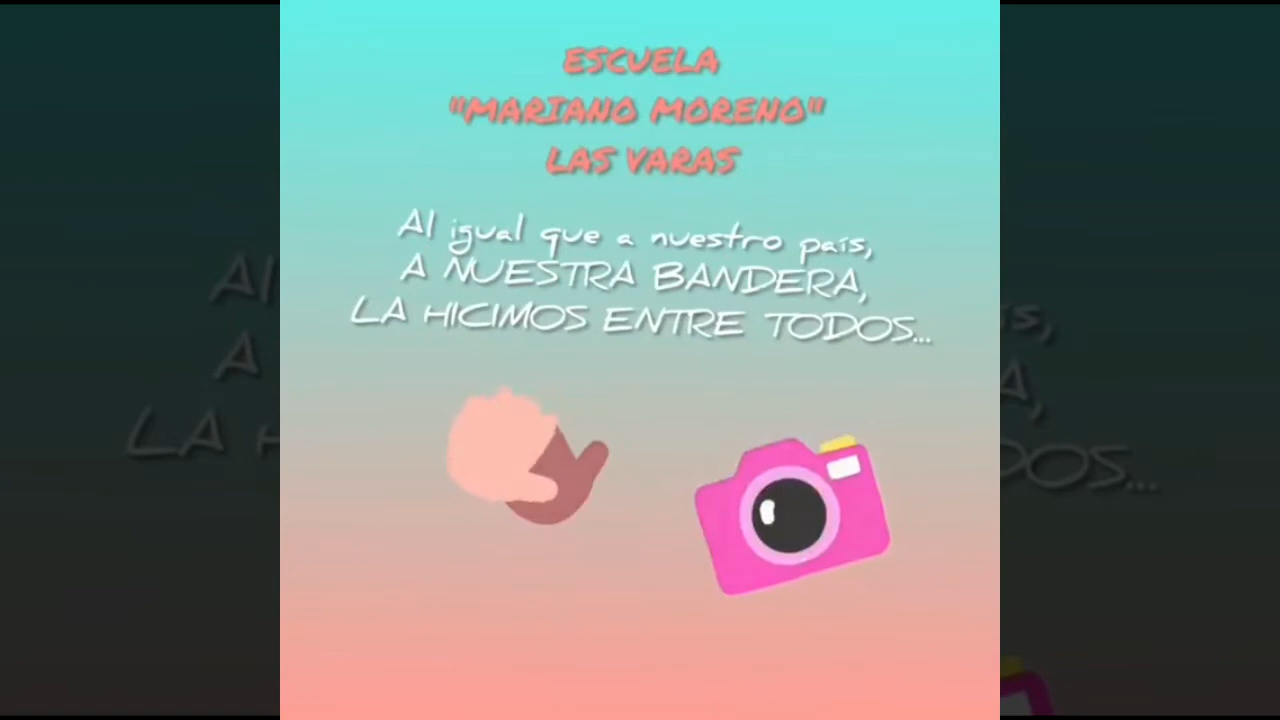 ESCUELA
"MARIANO MORENO"
LAS VARAS
Al igual que a nuestro país,
A NUESTRA BANDERA,
LA HICIMOS ENTRE TODOS...